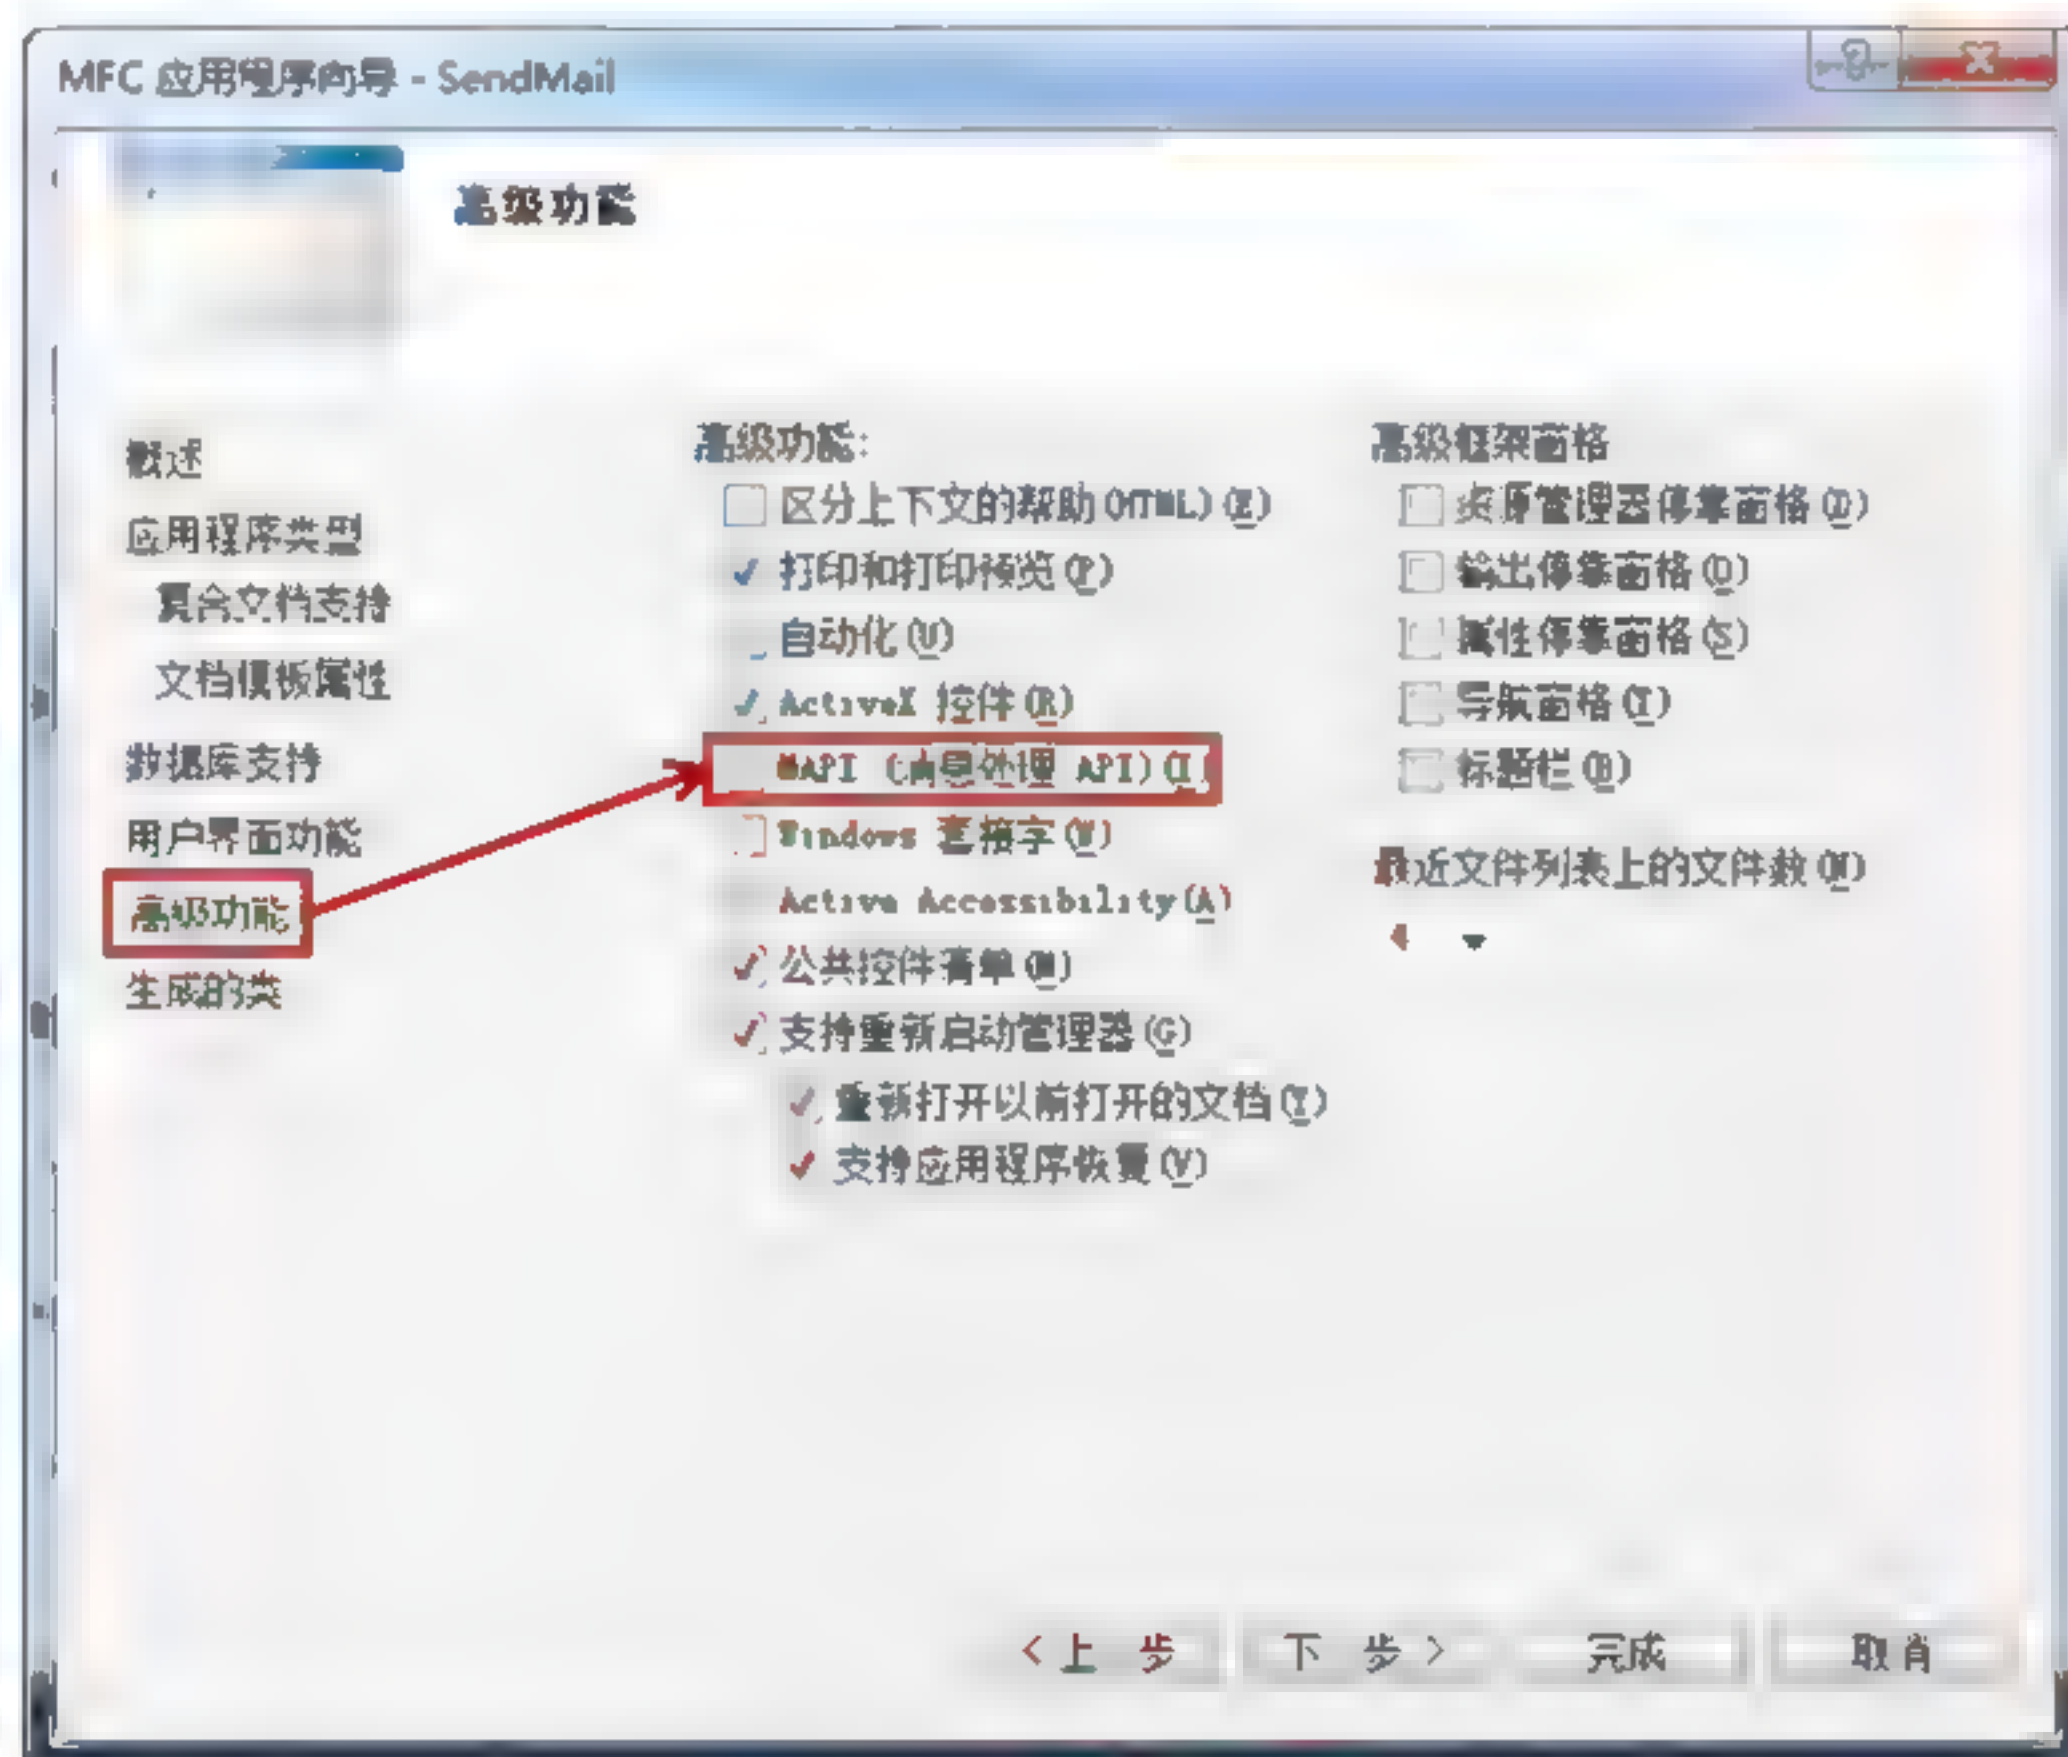 MFC 应用程序向导 - SendMail
高级功能
概述
应用程序类型
复合文档支持
文档模板属性
数据库支持
用户界面功能
高级功能
生成的类
高级功能:
区分上下文的帮助(HTML)(E)
打印和打印预览(P)
自动化(U)
ActiveX 控件(R)
MAPI (消息处理 API)(I)
Windows 套接字(W)
Active Accessibility(A)
公共控件清单(M)
支持重新启动管理器(G)
重新打开以前打开的文档(Y)
支持应用程序恢复(V)
高级框架窗格
资源管理器停靠窗格(D)
输出停靠窗格(O)
属性停靠窗格(S)
导航窗格(T)
标题栏(B)
最近文件列表上的文件数(N)
4
< 上一步
下一步 >
完成
取消